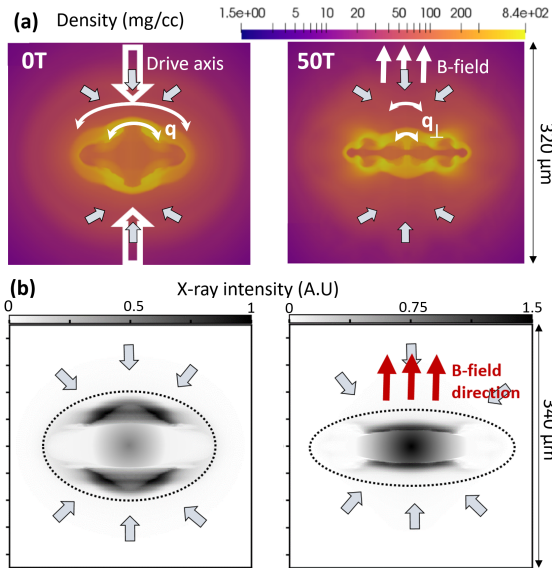 (a) Density (mg/cc)
1.5e+00 5 10 20 50 100 200 8.4e+02
0T
Drive axis
q
50T
B-field
q⊥
320 μm
(b) X-ray intensity (A.U)
0 0.5 1
0 0.75 1.5
B-field
direction
340 μm